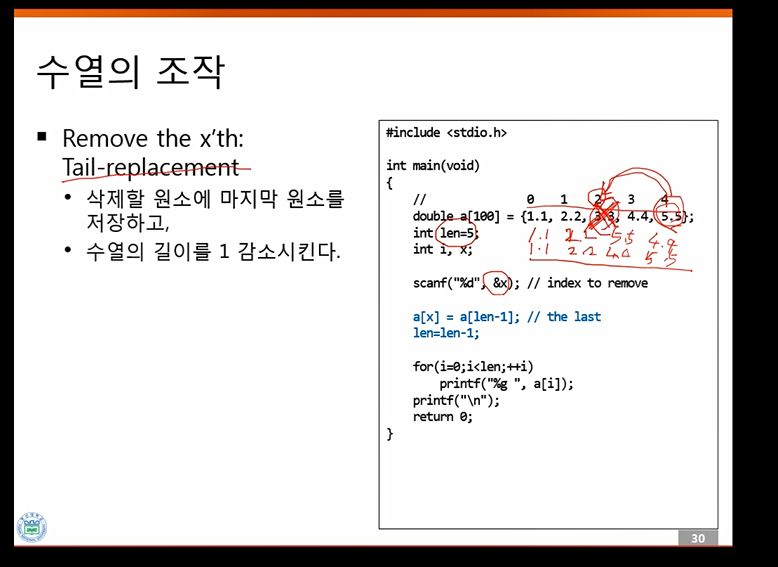 수열의 조작
Remove the x'th:
Tail-replacement
삭제할 원소에 마지막 원소를
저장하고,
수열의 길이를 1 감소시킨다.
#include <stdio.h>
int main(void)
{
// 0 1 2 3 4
double a[100] = {1.1, 2.2, 3.3, 4.4, 5.5};
int len=5;
1.1 2.2 5.5 4.4
int i, x;
1.1 2.2 4.4 5.5
scanf("%d", &x); // index to remove
a[x] = a[len-1]; // the last
len=len-1;
for(i=0;i<len;++i)
printf("%g ", a[i]);
printf("\n");
return 0;
}
30